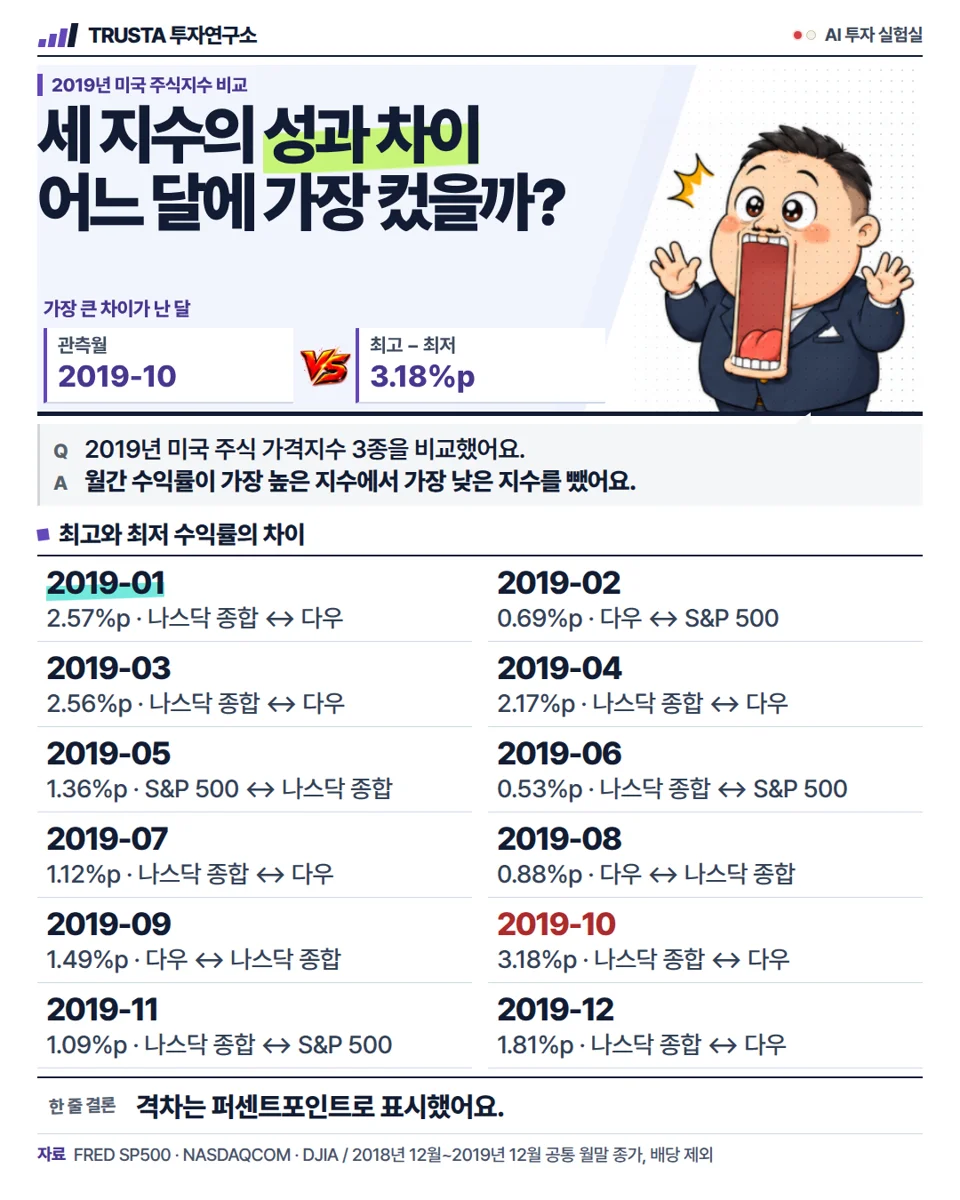 TRUSTA 투자연구소
AI 투자 실험실
2019년 미국 주식지수 비교
세 지수의 성과 차이
어느 달에 가장 컸을까?
가장 큰 차이가 난 달
관측월
2019-10
VS
최고 – 최저
3.18%p
Q 2019년 미국 주식 가격지수 3종을 비교했어요.
A 월간 수익률이 가장 높은 지수에서 가장 낮은 지수를 뺐어요.
최고와 최저 수익률의 차이
2019-01
2.57%p · 나스닥 종합 ↔ 다우
2019-02
0.69%p · 다우 ↔ S&P 500
2019-03
2.56%p · 나스닥 종합 ↔ 다우
2019-04
2.17%p · 나스닥 종합 ↔ 다우
2019-05
1.36%p · S&P 500 ↔ 나스닥 종합
2019-06
0.53%p · 나스닥 종합 ↔ S&P 500
2019-07
1.12%p · 나스닥 종합 ↔ 다우
2019-08
0.88%p · 다우 ↔ 나스닥 종합
2019-09
1.49%p · 다우 ↔ 나스닥 종합
2019-10
3.18%p · 나스닥 종합 ↔ 다우
2019-11
1.09%p · 나스닥 종합 ↔ S&P 500
2019-12
1.81%p · 나스닥 종합 ↔ 다우
한 줄 결론 격차는 퍼센트포인트로 표시했어요.
자료 FRED SP500 · NASDAQCOM · DJIA / 2018년 12월~2019년 12월 공통 월말 종가, 배당 제외